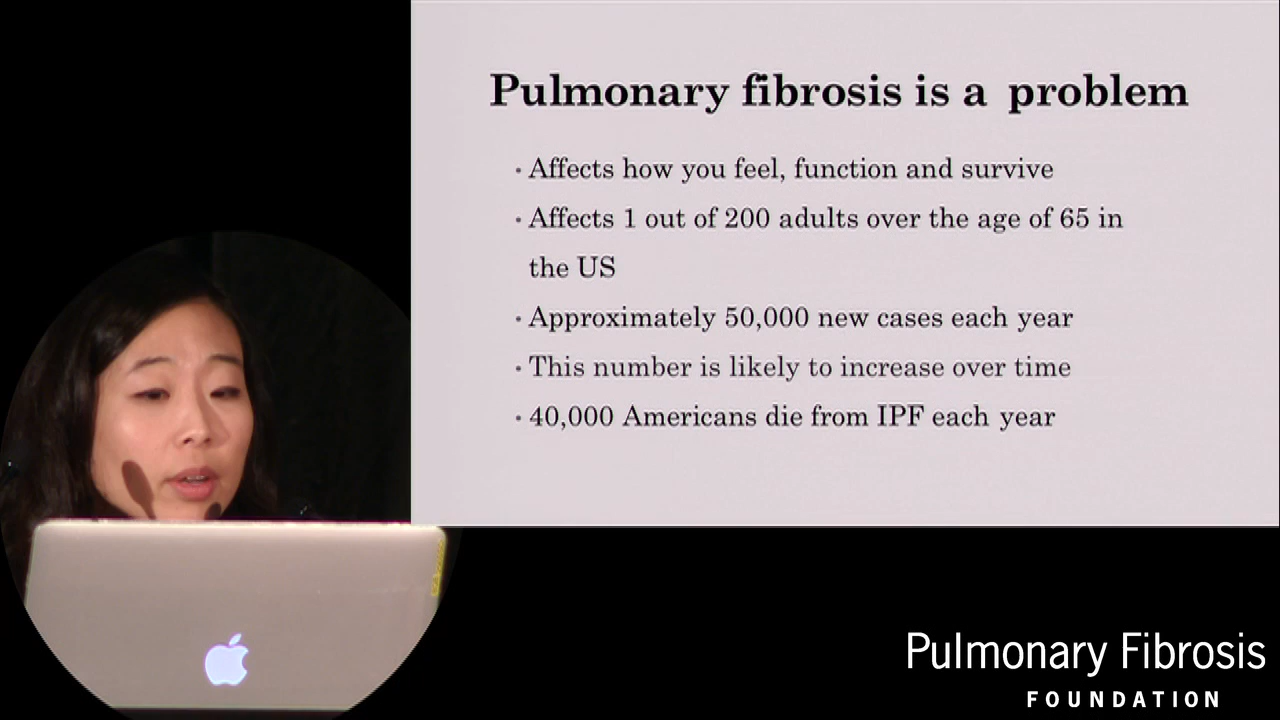 Pulmonary fibrosis is a problem
• Affects how you feel, function and survive
• Affects 1 out of 200 adults over the age of 65 in
the US
• Approximately 50,000 new cases each year
• This number is likely to increase over time
• 40,000 Americans die from IPF each year
Pulmonary Fibrosis
FOUNDATION